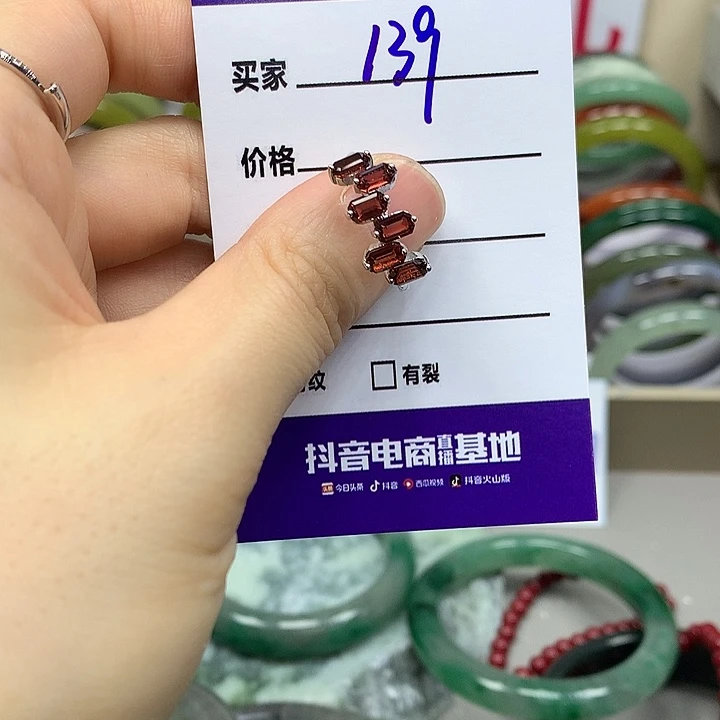 买家 139
价格
纹 □有裂
抖音电商直播基地
今日头条 抖音 西瓜视频 抖音火山版